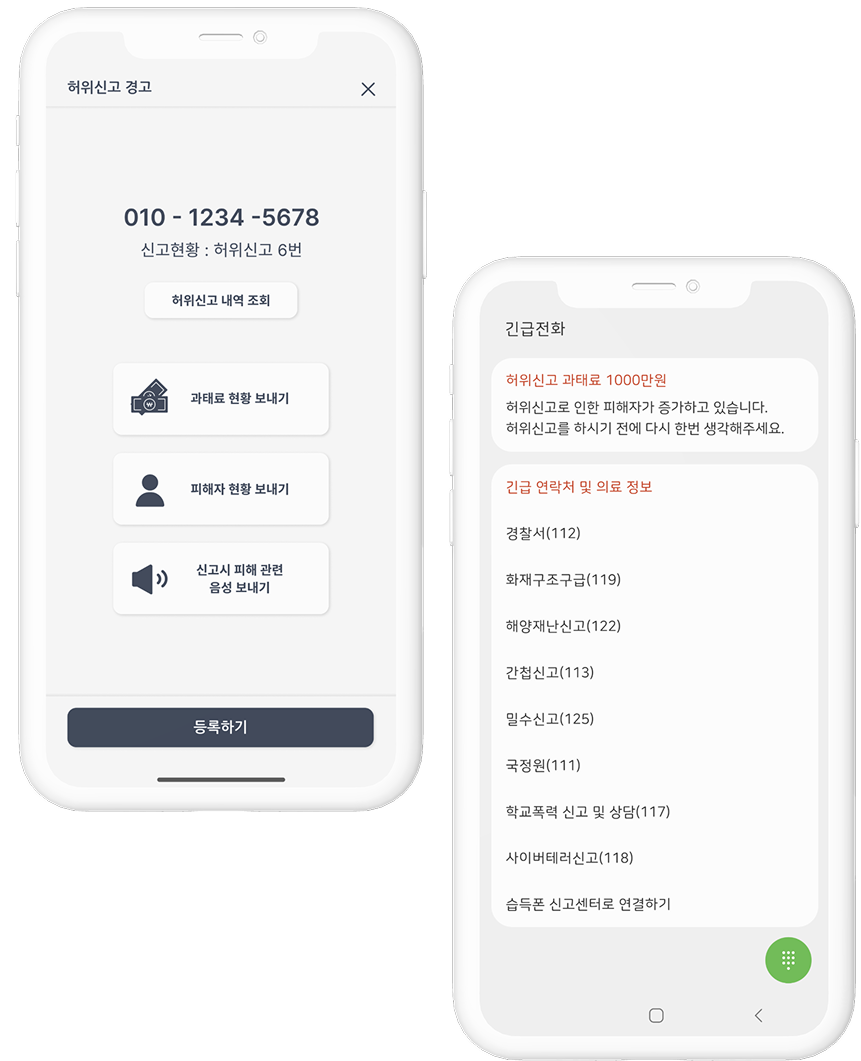 허위신고 경고
010 - 1234 -5678
신고현황 : 허위신고 6번
허위신고 내역 조회
과태료 현황 보내기
피해자 현황 보내기
신고시 피해 관련
음성 보내기
등록하기
긴급전화
허위신고 과태료 1000만원
허위신고로 인한 피해자가 증가하고 있습니다.
허위신고를 하시기 전에 다시 한번 생각해주세요.
긴급 연락처 및 의료 정보
경찰서(112)
화재구조구급(119)
해양재난신고(122)
간첩신고(113)
밀수신고(125)
국정원(111)
학교폭력 신고 및 상담(117)
사이버테러신고(118)
습득폰 신고센터로 연결하기